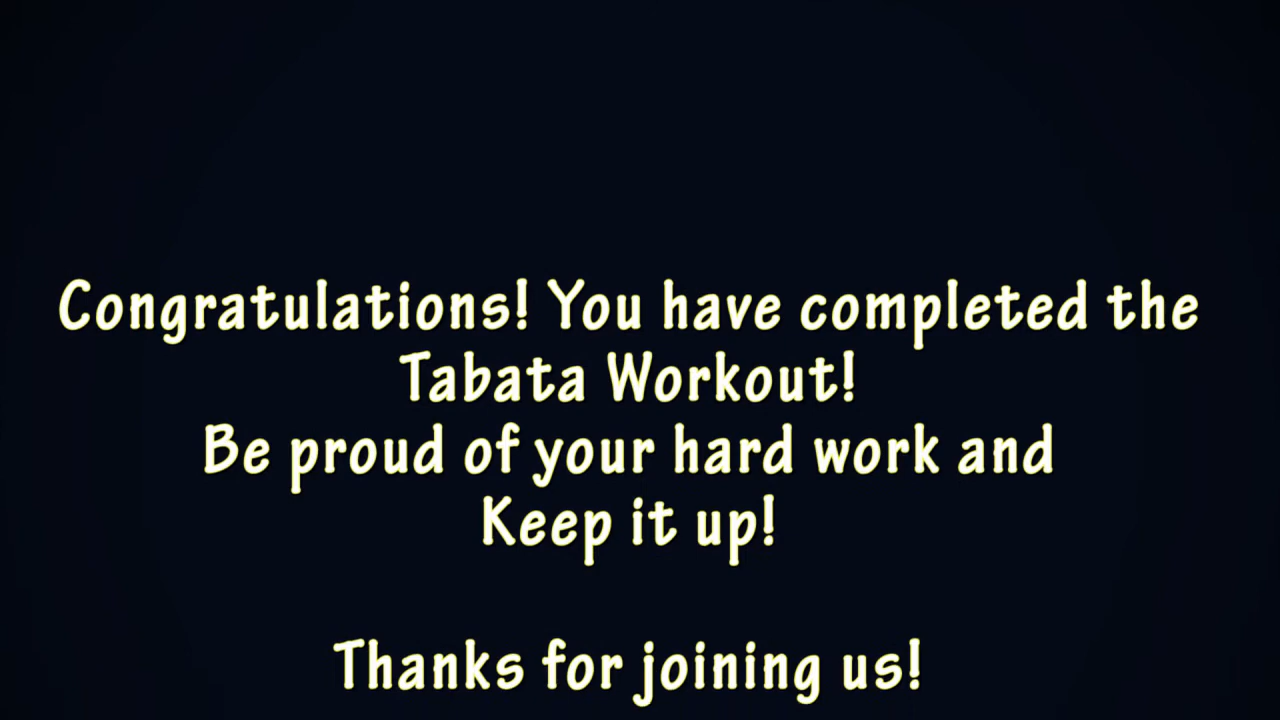 Congratulations! You have completed the
Tabata Workout!
Be proud of your hard work and
Keep it up!
Thanks for joining us!